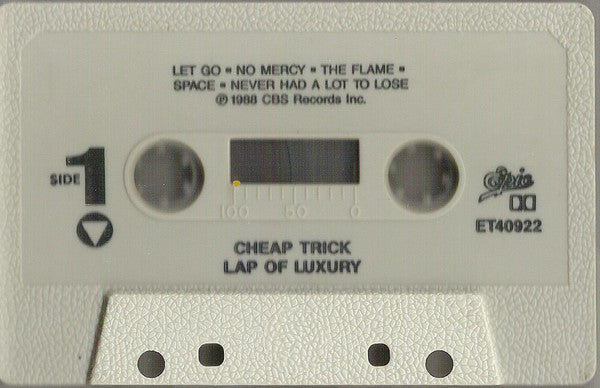 LET GO • NO MERCY • THE FLAME •
SPACE • NEVER HAD A LOT TO LOSE
℗ 1988 CBS Records Inc.
SIDE 1
100 50 0
Epic
ET40922
CHEAP TRICK
LAP OF LUXURY